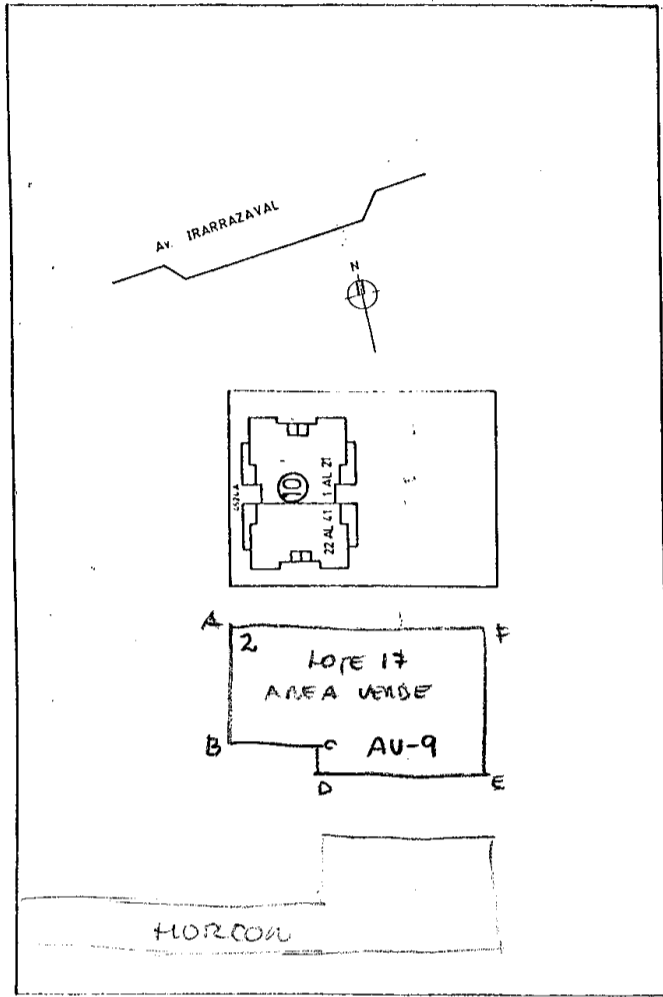 Av. IRARRAZAVAL
N
10
1 AL 21
22 AL 41
A
F
2
LOTE 17
AREA VERDE
B
C
AU-9
D
E
HORCON